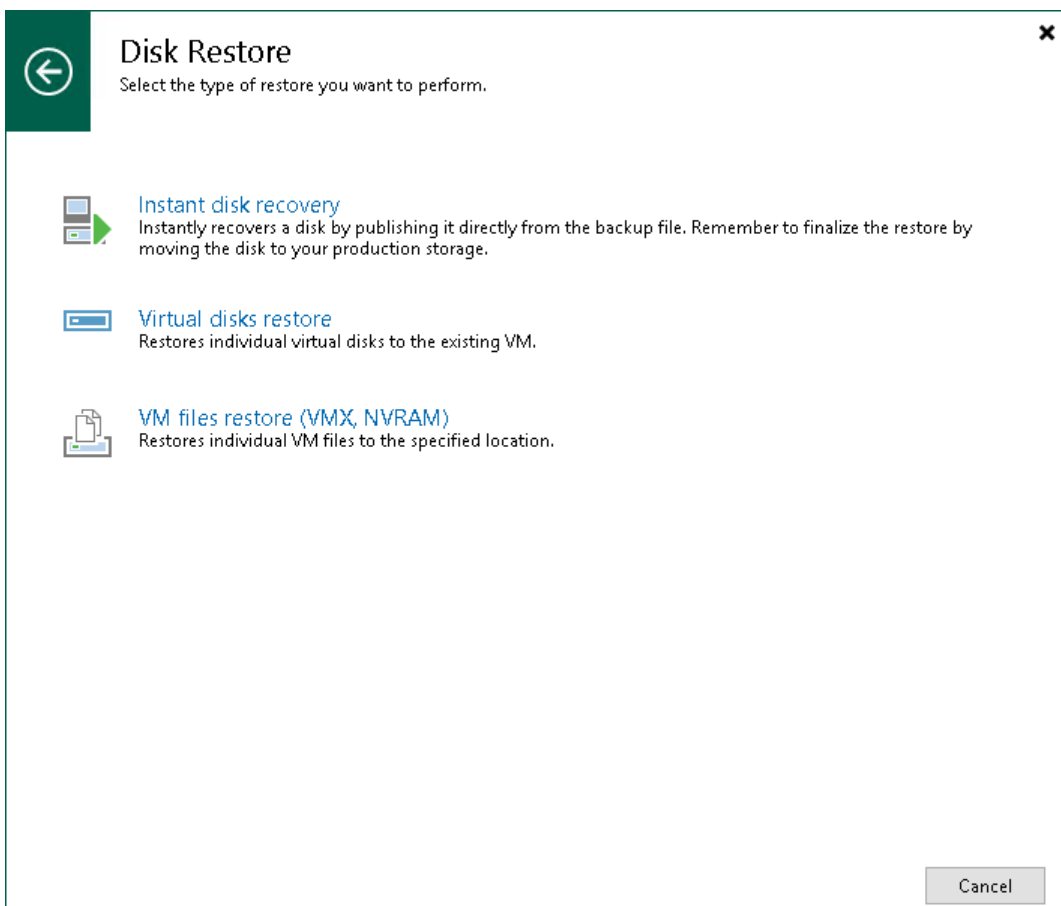 Disk Restore
Select the type of restore you want to perform.
Instant disk recovery
Instantly recovers a disk by publishing it directly from the backup file. Remember to finalize the restore by
moving the disk to your production storage.
Virtual disks restore
Restores individual virtual disks to the existing VM.
VM files restore (VMX, NVRAM)
Restores individual VM files to the specified location.
Cancel